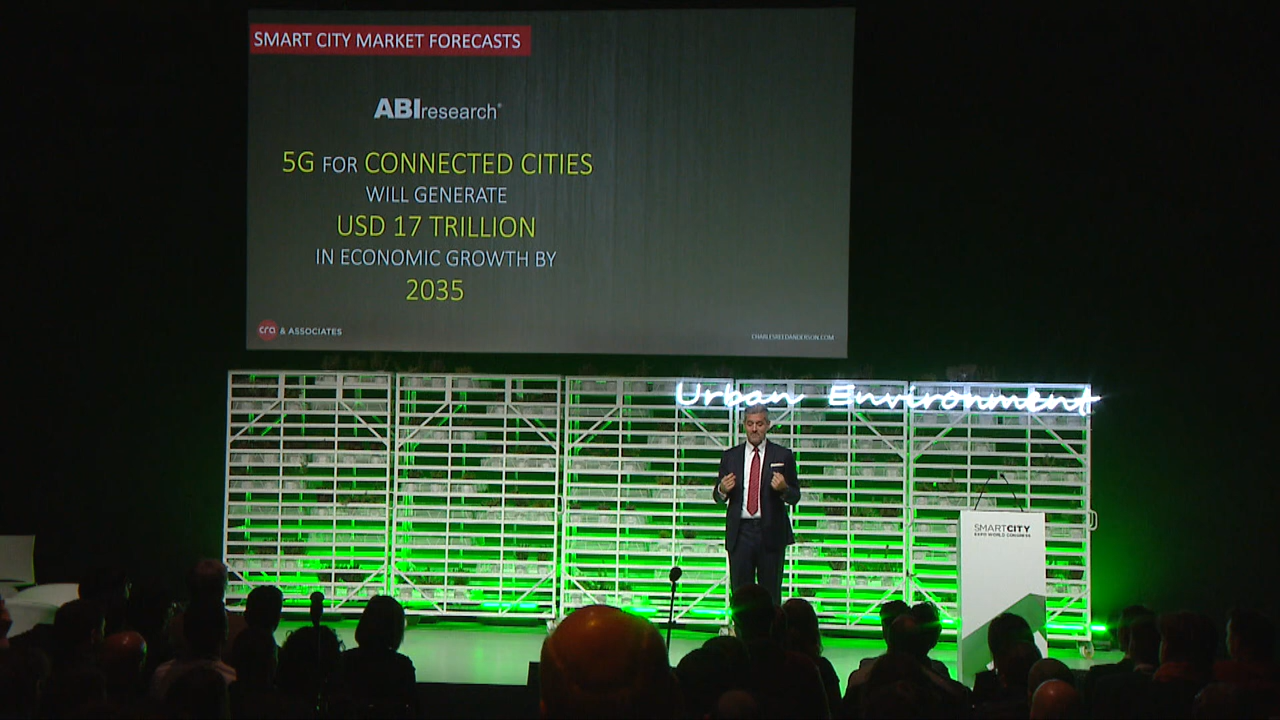 SMART CITY MARKET FORECASTS
ABIresearch®
5G FOR CONNECTED CITIES
WILL GENERATE
USD 17 TRILLION
IN ECONOMIC GROWTH BY
2035
cra & ASSOCIATES
CHARLESREEDANDERSON.COM
Urban Environment
SMARTCITY
EXPO WORLD CONGRESS